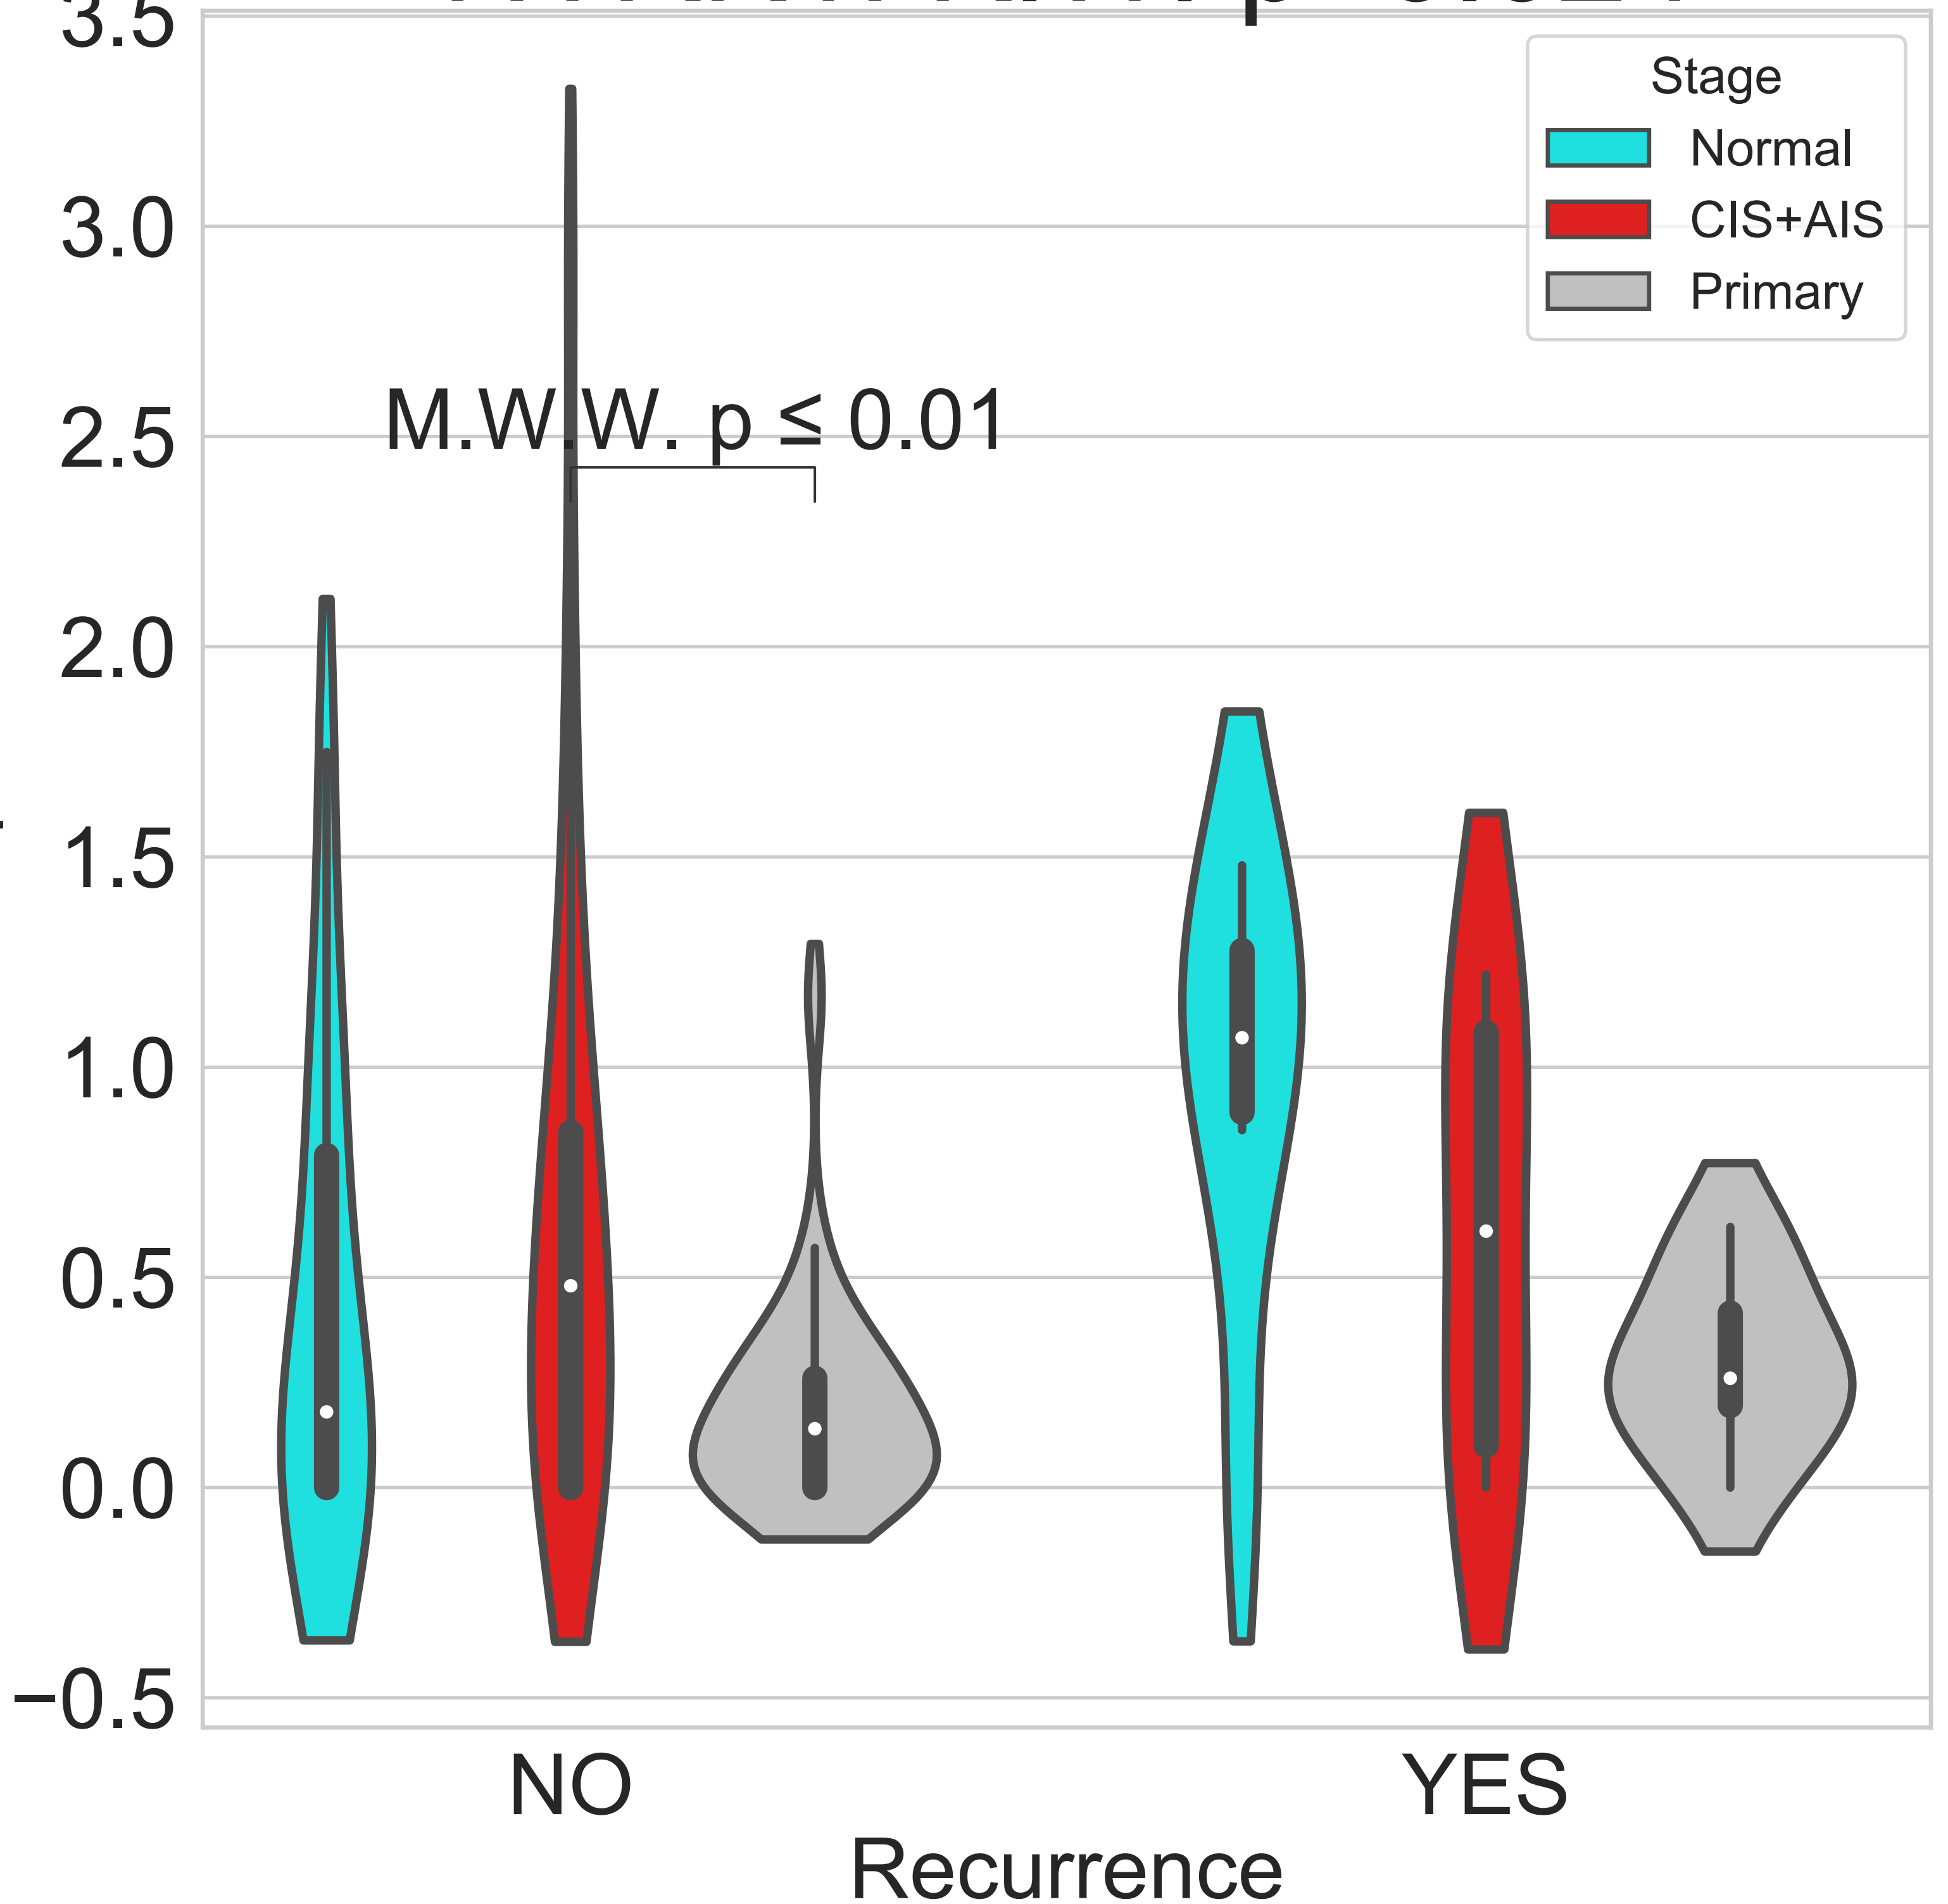 3.5
3.0
2.5
2.0
1.5
1.0
0.5
0.0
−0.5
Stage
Normal
CIS+AIS
Primary
M.W.W. p ≤ 0.01
NO
YES
Recurrence